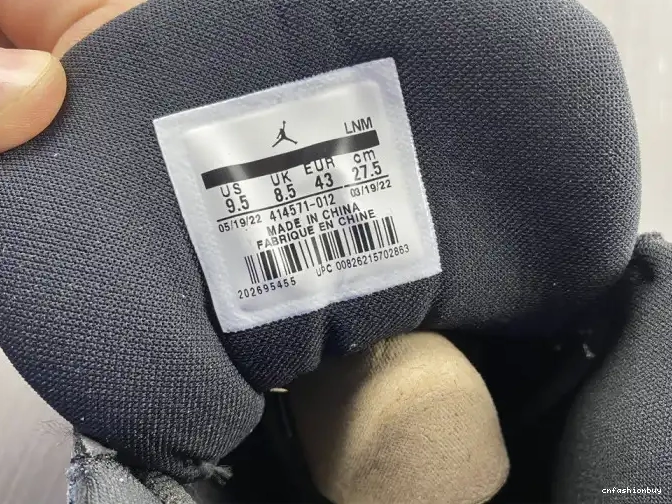 LNM
US UK EUR cm
9.5 8.5 43 27.5
05/19/22 414571-012 03/19/22
MADE IN CHINA
FABRIQUE EN CHINE
202695455 UPC 00826215702863
cnfashionbuy